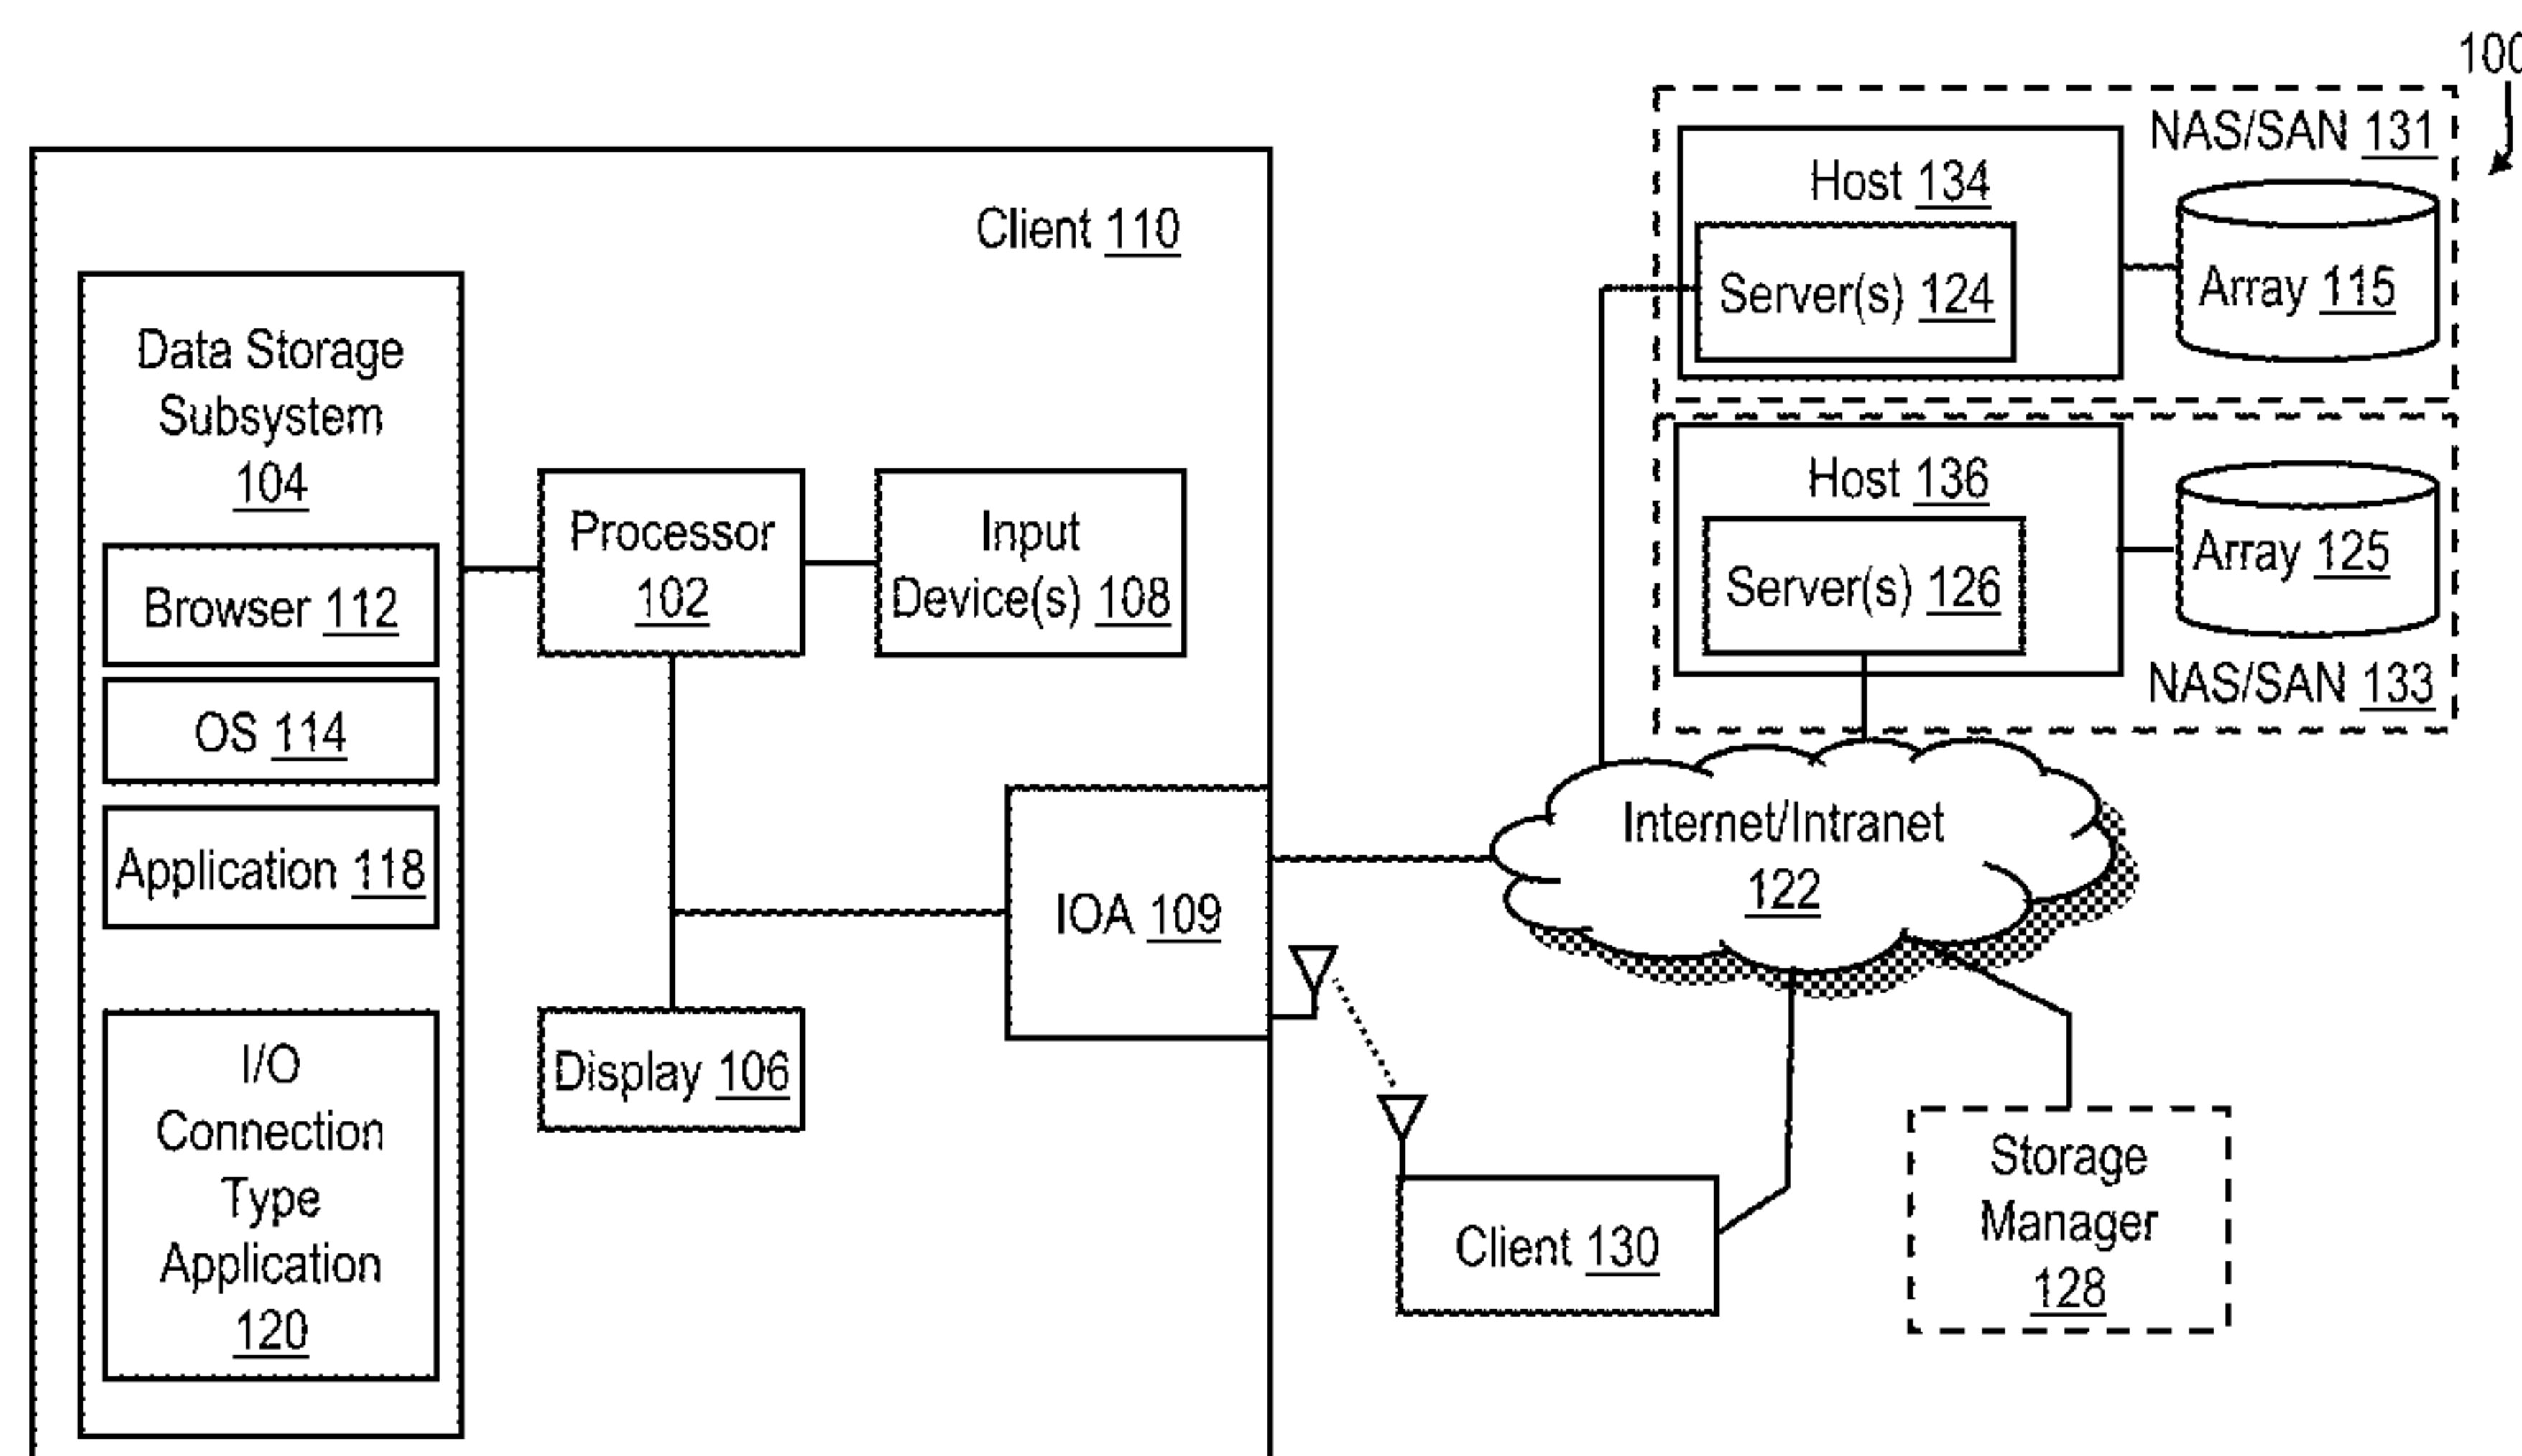 100
NAS/SAN 131
Host 134
Server(s) 124
Array 115
Client 110
Data Storage
Subsystem
104
Browser 112
OS 114
Application 118
I/O
Connection
Type
Application
120
Processor
102
Input
Device(s) 108
Display 106
IOA 109
Host 136
Server(s) 126
Array 125
NAS/SAN 133
Internet/Intranet
122
Client 130
Storage
Manager
128